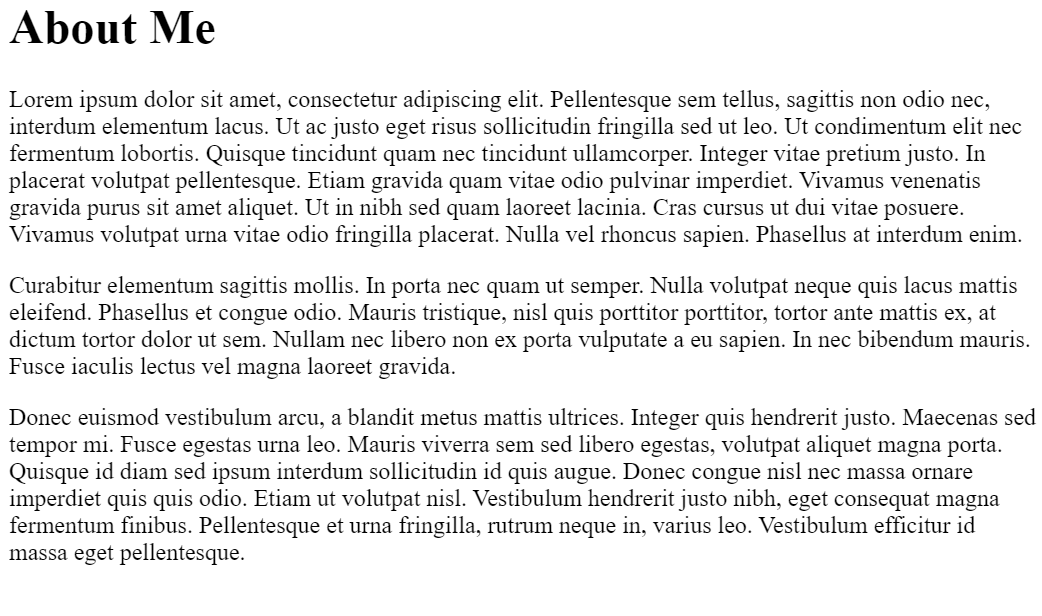 About Me
Lorem ipsum dolor sit amet, consectetur adipiscing elit. Pellentesque sem tellus, sagittis non odio nec,
interdum elementum lacus. Ut ac justo eget risus sollicitudin fringilla sed ut leo. Ut condimentum elit nec
fermentum lobortis. Quisque tincidunt quam nec tincidunt ullamcorper. Integer vitae pretium justo. In
placerat volutpat pellentesque. Etiam gravida quam vitae odio pulvinar imperdiet. Vivamus venenatis
gravida purus sit amet aliquet. Ut in nibh sed quam laoreet lacinia. Cras cursus ut dui vitae posuere.
Vivamus volutpat urna vitae odio fringilla placerat. Nulla vel rhoncus sapien. Phasellus at interdum enim.
Curabitur elementum sagittis mollis. In porta nec quam ut semper. Nulla volutpat neque quis lacus mattis
eleifend. Phasellus et congue odio. Mauris tristique, nisl quis porttitor porttitor, tortor ante mattis ex, at
dictum tortor dolor ut sem. Nullam nec libero non ex porta vulputate a eu sapien. In nec bibendum mauris.
Fusce iaculis lectus vel magna laoreet gravida.
Donec euismod vestibulum arcu, a blandit metus mattis ultrices. Integer quis hendrerit justo. Maecenas sed
tempor mi. Fusce egestas urna leo. Mauris viverra sem sed libero egestas, volutpat aliquet magna porta.
Quisque id diam sed ipsum interdum sollicitudin id quis augue. Donec congue nisl nec massa ornare
imperdiet quis quis odio. Etiam ut volutpat nisl. Vestibulum hendrerit justo nibh, eget consequat magna
fermentum finibus. Pellentesque et urna fringilla, rutrum neque in, varius leo. Vestibulum efficitur id
massa eget pellentesque.